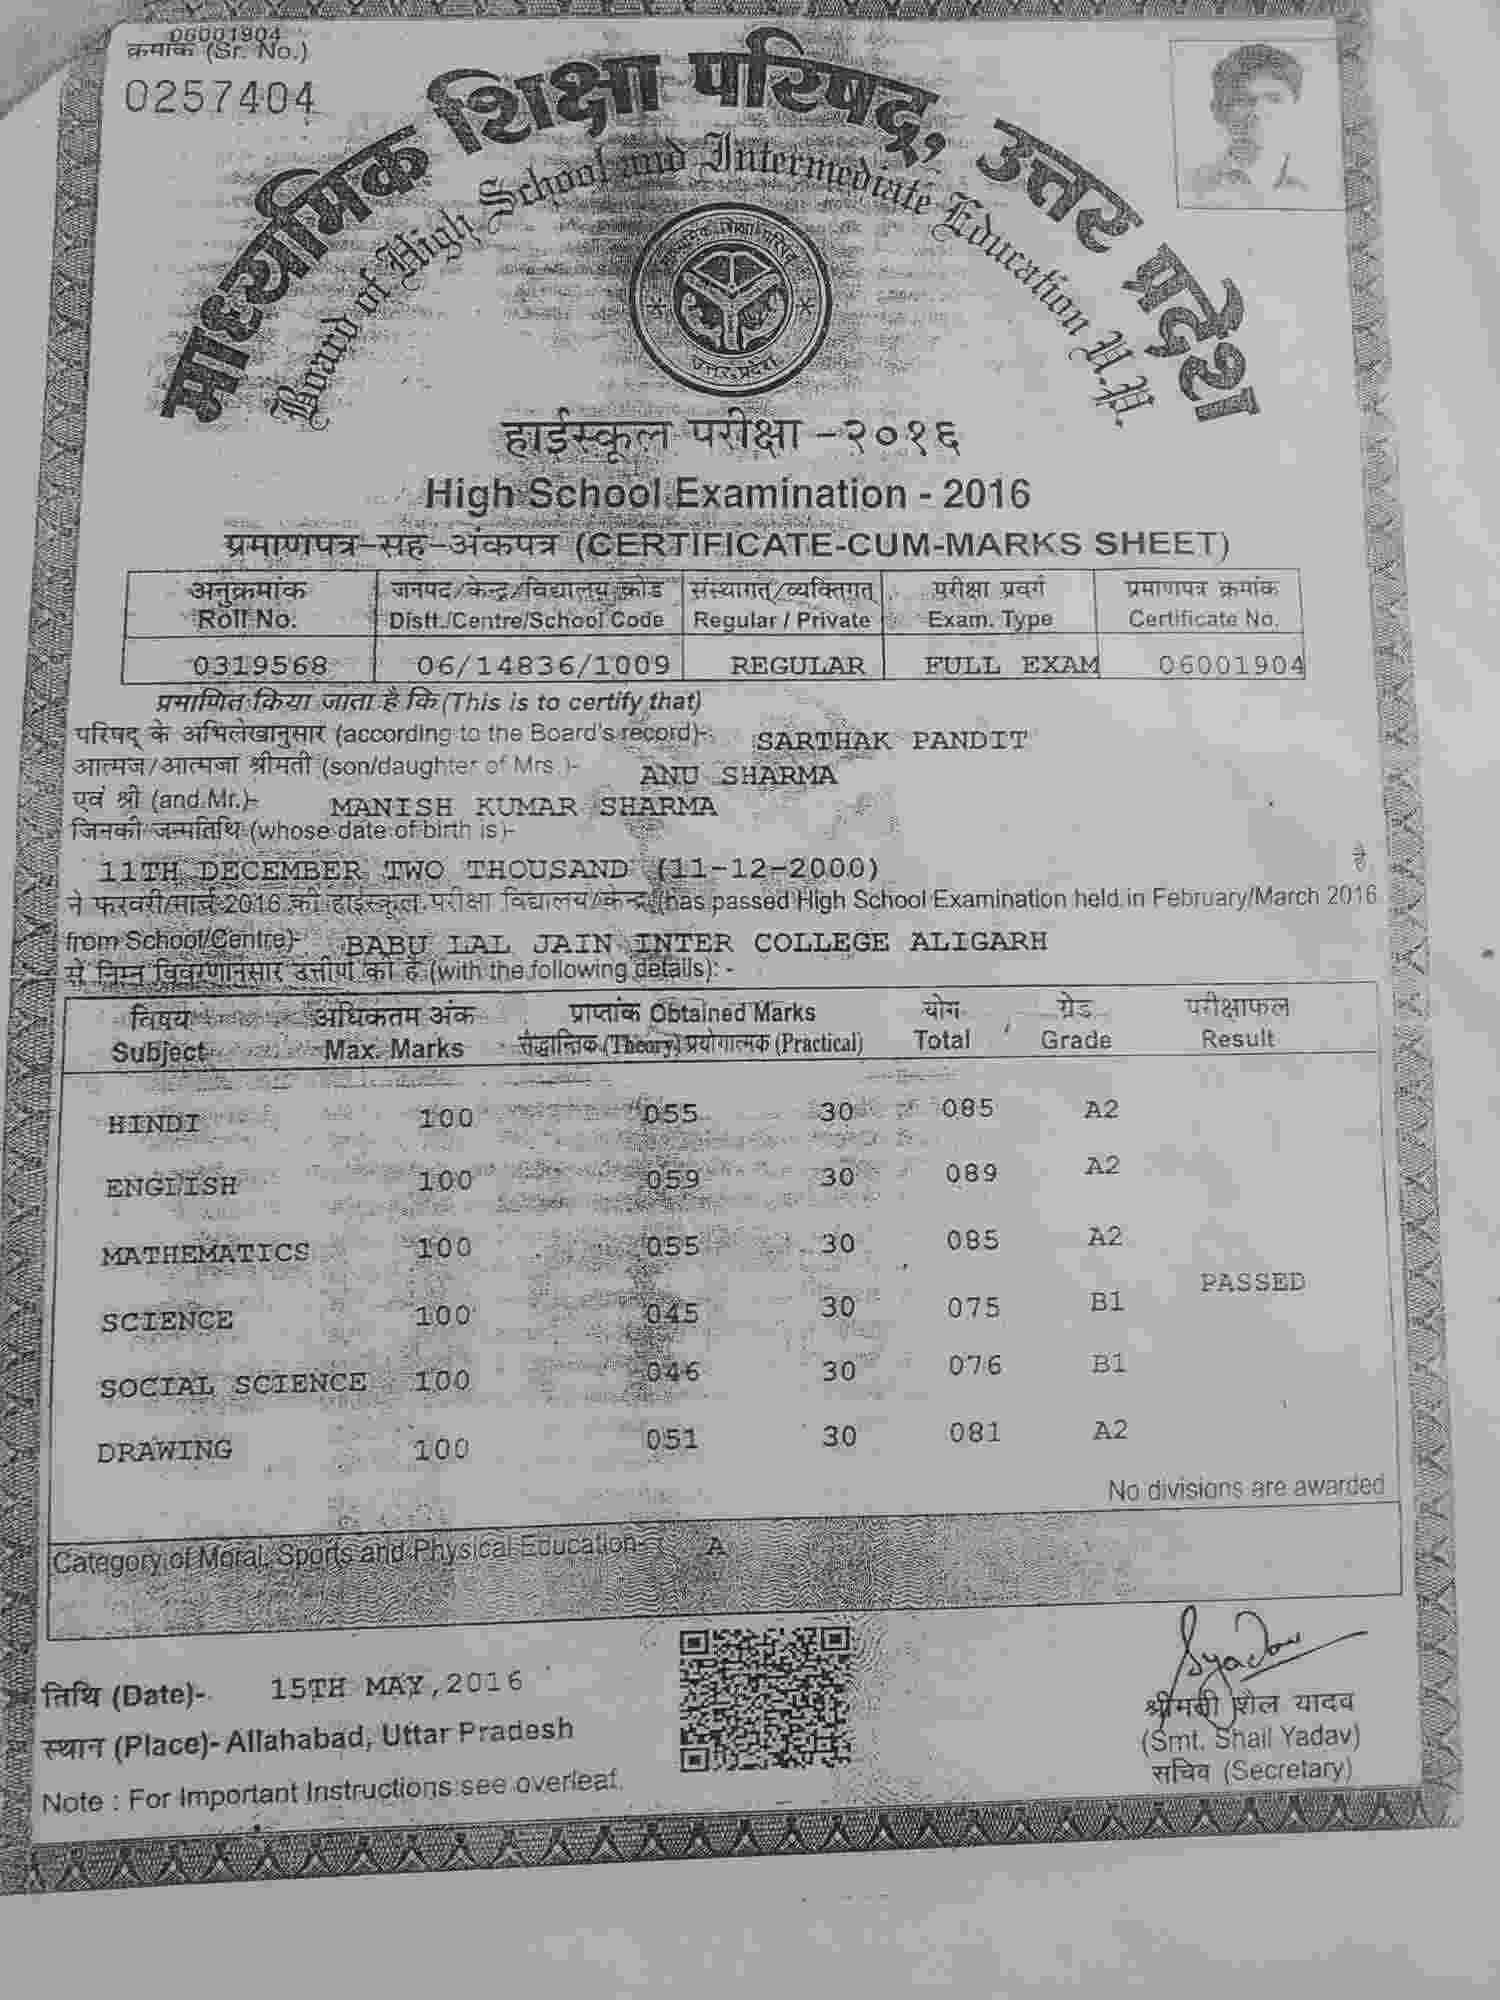 06001904
क्रमांक (Sr. No.)
0257404
माध्यमिक शिक्षा परिषद्, उत्तर प्रदेश
Board of High School and Intermediate Education U.P.
उत्तर प्रदेश
हाईस्कूल परीक्षा –२०१६
High School Examination - 2016
प्रमाणपत्र–सह–अंकपत्र (CERTIFICATE-CUM-MARKS SHEET)
अनुक्रमांक जनपद/केन्द्र/विद्यालय कोड संस्थागत/व्यक्तिगत परीक्षा प्रवर्ग प्रमाणपत्र क्रमांक
Roll No. Distt./Centre/School Code Regular / Private Exam. Type Certificate No.
0319568 06/14836/1009 REGULAR FULL EXAM 06001904
प्रमाणित किया जाता है कि (This is to certify that)
परिषद् के अभिलेखानुसार (according to the Board's record)- SARTHAK PANDIT
आत्मज/आत्मजा श्रीमती (son/daughter of Mrs.)- ANU SHARMA
एवं श्री (and Mr.)- MANISH KUMAR SHARMA
जिनकी जन्मतिथि (whose date of birth is)-
11TH DECEMBER TWO THOUSAND (11-12-2000) है
ने फरवरी/मार्च 2016 की हाईस्कूल परीक्षा विद्यालय/केन्द्र (has passed High School Examination held in February/March 2016
from School/Centre)- BABU LAL JAIN INTER COLLEGE ALIGARH
से निम्न विवरणानुसार उत्तीर्ण की है (with the following details): -
विषय अधिकतम अंक प्राप्तांक Obtained Marks योग ग्रेड परीक्षाफल
Subject Max. Marks सैद्धान्तिक (Theory) प्रयोगात्मक (Practical) Total Grade Result
HINDI 100 055 30 085 A2
ENGLISH 100 059 30 089 A2
MATHEMATICS 100 055 30 085 A2
PASSED
SCIENCE 100 045 30 075 B1
SOCIAL SCIENCE 100 046 30 076 B1
DRAWING 100 051 30 081 A2
No divisions are awarded
Category of Moral, Sports and Physical Education- A
तिथि (Date)- 15TH MAY,2016
स्थान (Place)- Allahabad, Uttar Pradesh
Note : For Important Instructions see overleaf.
Syadav
श्रीमती शैल यादव
(Smt. Shail Yadav)
सचिव (Secretary)